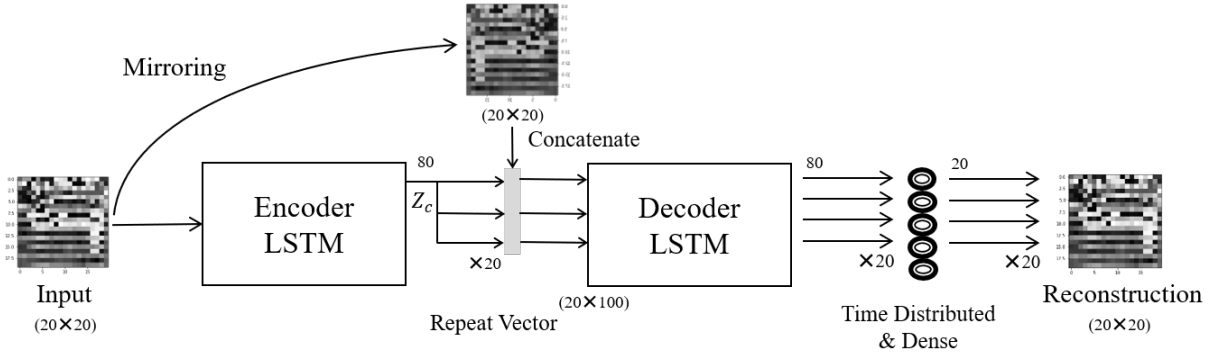 Mirroring
(20×20)
Concatenate
80
Z_c
×20
Encoder
LSTM
Decoder
LSTM
80
20
×20
×20
Input
(20×20)
Repeat Vector
(20×100)
Time Distributed
& Dense
Reconstruction
(20×20)